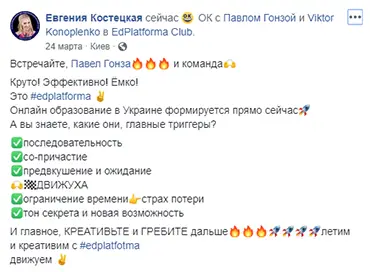 Евгения Костецкая сейчас 😄 ОК с Павлом Гонзой и Viktor
Konoplenko в EdPlatforma Club.
24 марта · Киев ·
Встречайте, Павел Гонза🔥🔥🔥 и команда🙌
Круто! Эффективно! Ёмко!
Это #edplatforma ✌
Онлайн образование в Украине формируется прямо сейчас🚀
А вы знаете, какие они, главные триггеры?
✅последовательность
✅со-причастие
✅предвкушение и ожидание
🙌🏁ДВИЖУХА
✅ограничение времени👉страх потери
✅тон секрета и новая возможность
И главное, КРЕАТИВЬТЕ и ГРЕБИТЕ дальше🔥🔥🔥🚀🚀🚀🚀летим
и креативим с #edplatfotma
движуем ✌